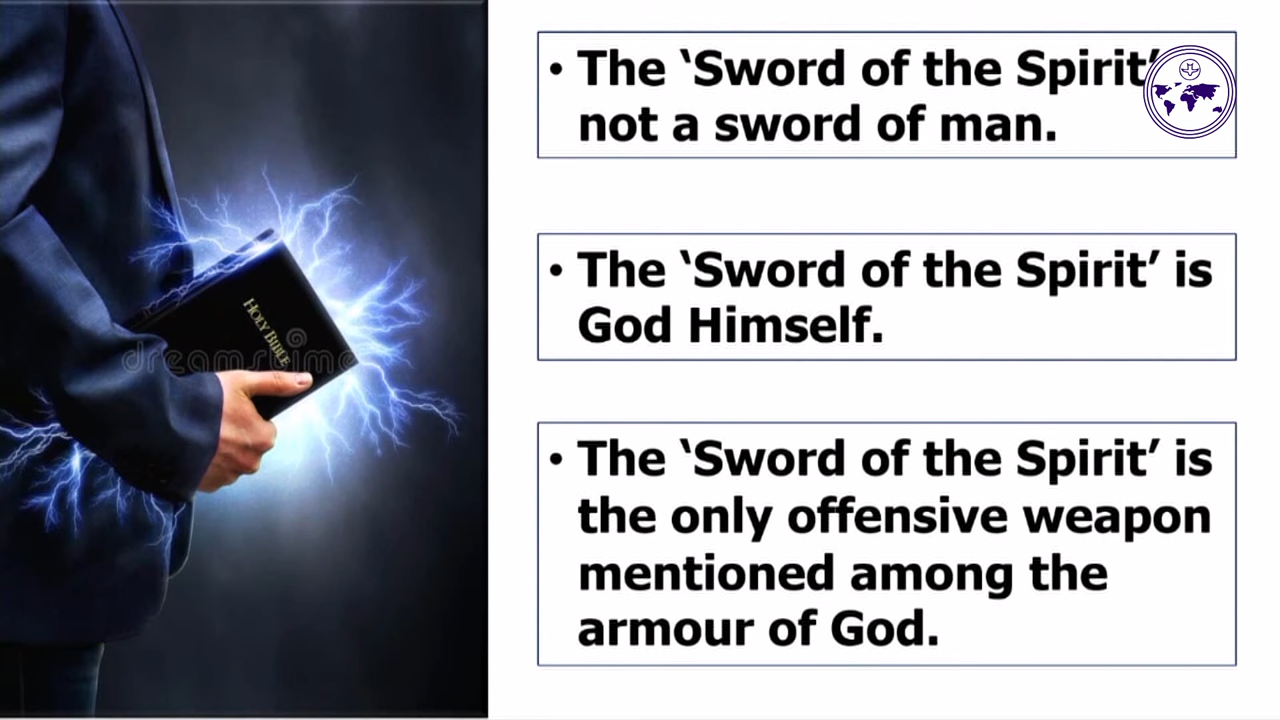 • The ‘Sword of the Spirit’
not a sword of man.
• The ‘Sword of the Spirit’ is
God Himself.
• The ‘Sword of the Spirit’ is
the only offensive weapon
mentioned among the
armour of God.
HOLY BIBLE
dreamstime